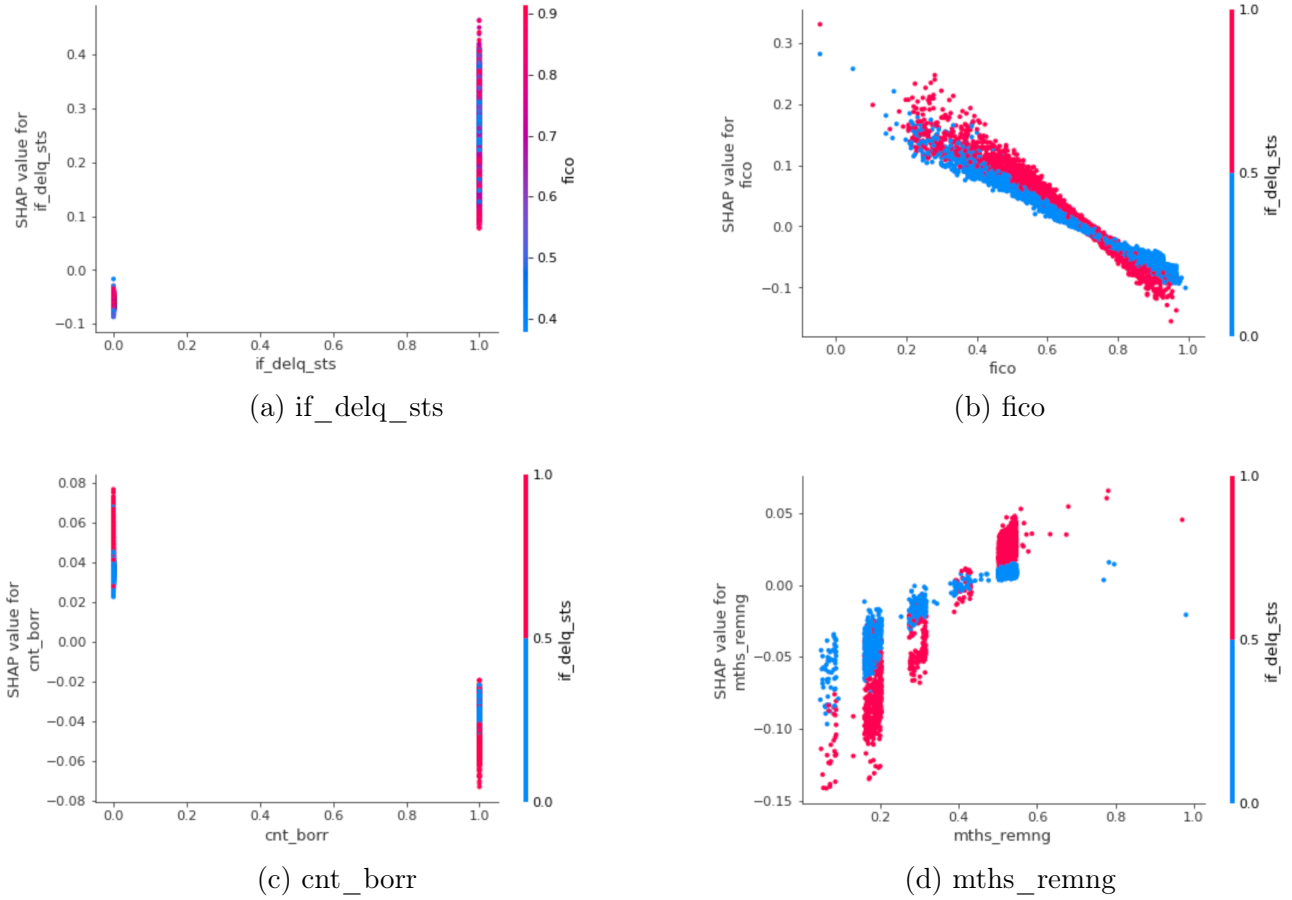 0.4
0.3
0.2
0.1
0.0
−0.1
SHAP value for
if_delq_sts
0.0 0.2 0.4 0.6 0.8 1.0
if_delq_sts
0.9
0.8
0.7
0.6
0.5
0.4
fico
(a) if_delq_sts
0.3
0.2
0.1
0.0
−0.1
SHAP value for
fico
0.0 0.2 0.4 0.6 0.8 1.0
fico
1.0
0.5
0.0
if_delq_sts
(b) fico
0.08
0.06
0.04
0.02
0.00
−0.02
−0.04
−0.06
−0.08
SHAP value for
cnt_borr
0.0 0.2 0.4 0.6 0.8 1.0
cnt_borr
1.0
0.5
0.0
if_delq_sts
(c) cnt_borr
0.05
0.00
−0.05
−0.10
−0.15
SHAP value for
mths_remng
0.2 0.4 0.6 0.8 1.0
mths_remng
1.0
0.5
0.0
if_delq_sts
(d) mths_remng